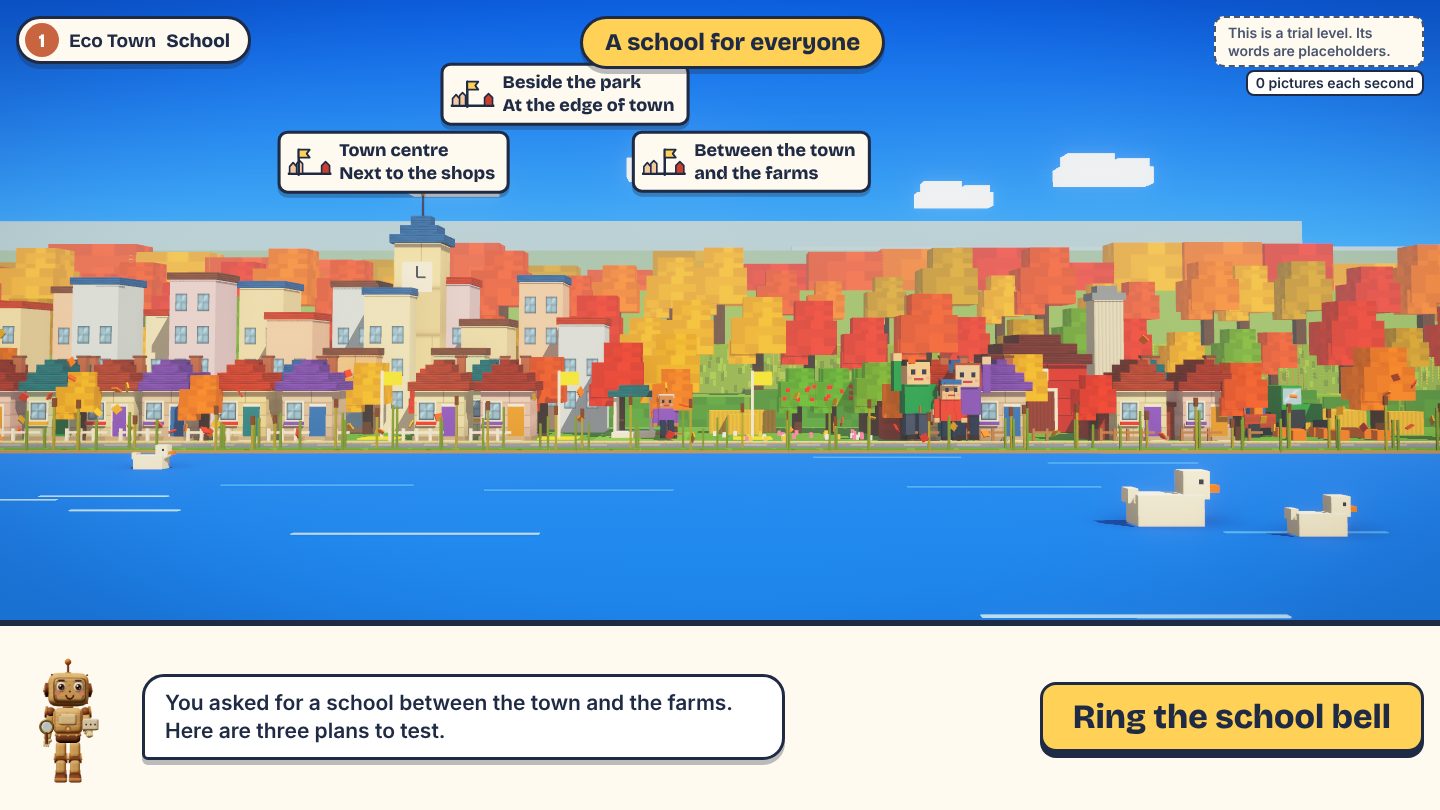 1 Eco Town School
A school for everyone
This is a trial level. Its
words are placeholders.
0 pictures each second
Beside the park
At the edge of town
Town centre
Next to the shops
Between the town
and the farms
You asked for a school between the town and the farms.
Here are three plans to test.
Ring the school bell